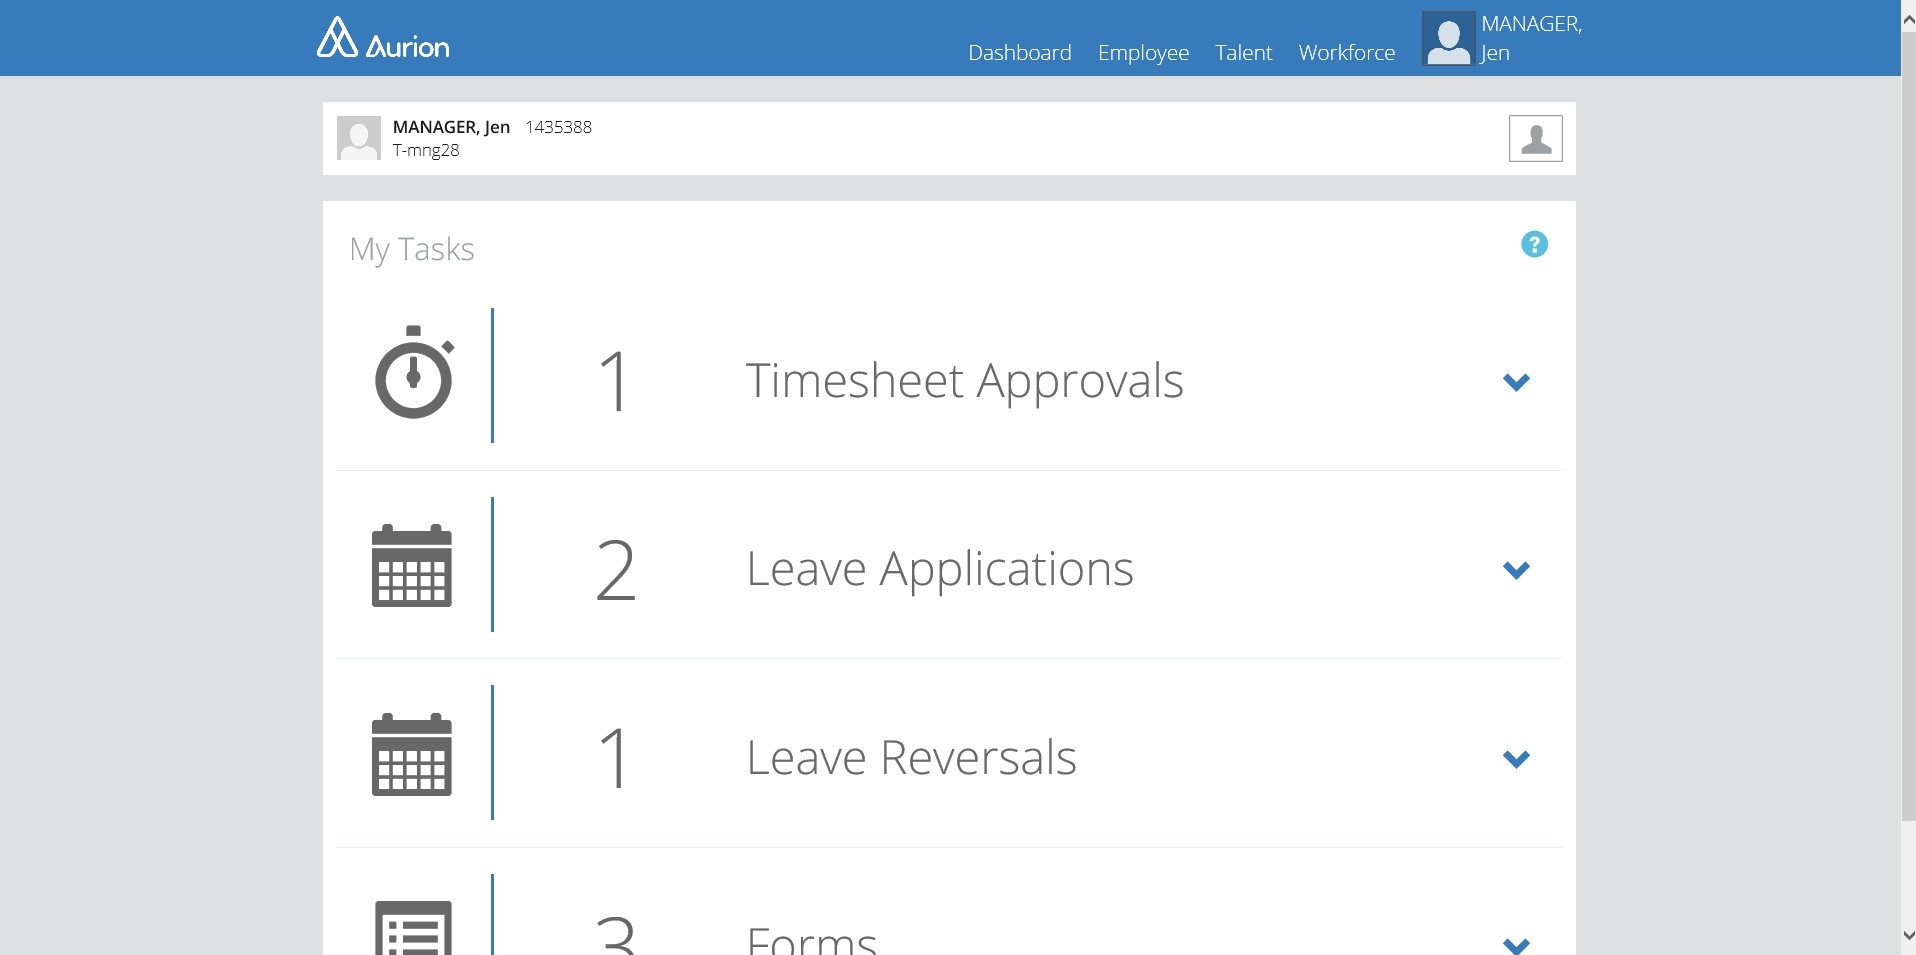 Aurion
Dashboard Employee Talent Workforce
MANAGER,
Jen
MANAGER, Jen 1435388
T-mng28
My Tasks
?
1 Timesheet Approvals
2 Leave Applications
1 Leave Reversals
3 Forms